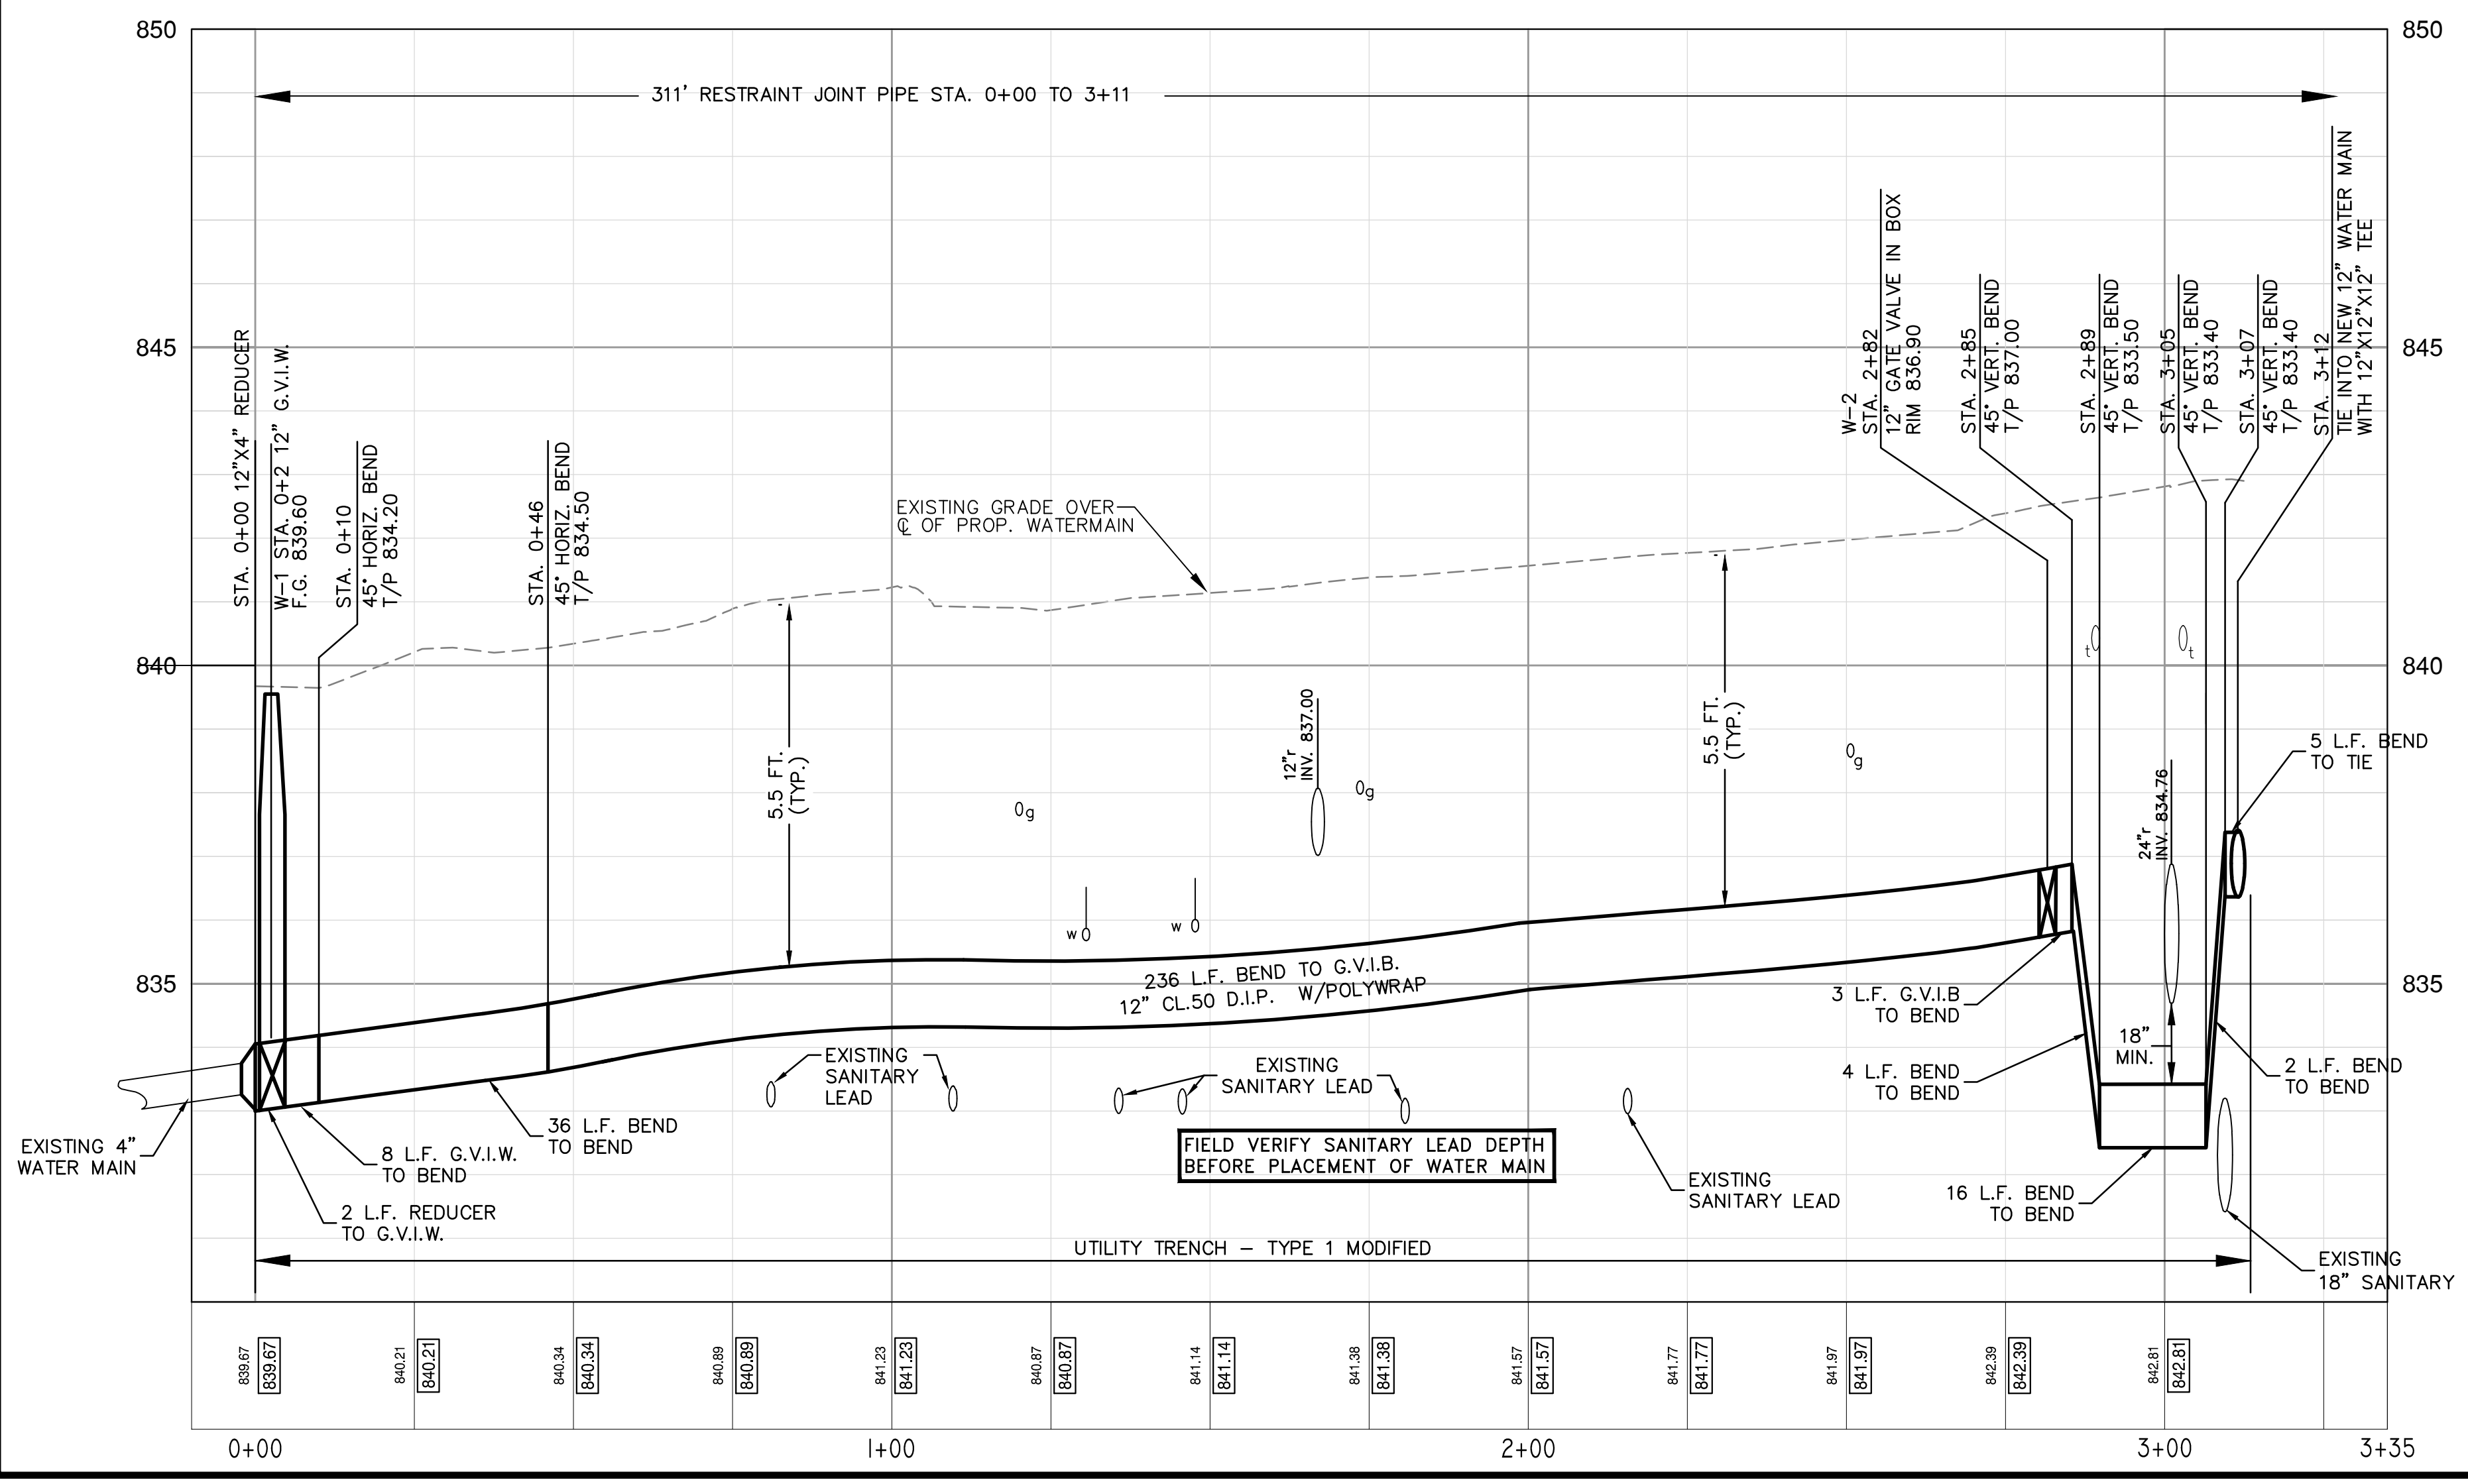 850
850
311' RESTRAINT JOINT PIPE STA. 0+00 TO 3+11
845
845
840
840
835
835
STA. 0+00 12"X4" REDUCER
W-1 STA. 0+2 12" G.V.I.W.
F.G. 839.60
STA. 0+10
45° HORIZ. BEND
T/P 834.20
STA. 0+46
45° HORIZ. BEND
T/P 834.50
EXISTING GRADE OVER
℄ OF PROP. WATERMAIN
W-2
STA. 2+82
12" GATE VALVE IN BOX
RIM 836.90
STA. 2+85
45° VERT. BEND
T/P 837.00
STA. 2+89
45° VERT. BEND
T/P 833.50
STA. 3+05
45° VERT. BEND
T/P 833.40
STA. 3+07
45° VERT. BEND
T/P 833.40
STA. 3+12
TIE INTO NEW 12" WATER MAIN
WITH 12"X12"X12" TEE
5.5 FT.
(TYP.)
5.5 FT.
(TYP.)
g
12"r
INV. 837.00
g
g
t
t
w
w
24"r
INV. 834.76
5 L.F. BEND
TO TIE
236 L.F. BEND TO G.V.I.B.
12" CL.50 D.I.P. W/POLYWRAP
3 L.F. G.V.I.B
TO BEND
18"
MIN.
4 L.F. BEND
TO BEND
2 L.F. BEND
TO BEND
EXISTING
SANITARY
LEAD
EXISTING
SANITARY LEAD
FIELD VERIFY SANITARY LEAD DEPTH
BEFORE PLACEMENT OF WATER MAIN
EXISTING
SANITARY LEAD
16 L.F. BEND
TO BEND
EXISTING 4"
WATER MAIN
36 L.F. BEND
TO BEND
8 L.F. G.V.I.W.
TO BEND
2 L.F. REDUCER
TO G.V.I.W.
UTILITY TRENCH – TYPE 1 MODIFIED
EXISTING
18" SANITARY
839.67
839.67
840.21
840.21
840.34
840.34
840.89
840.89
841.23
841.23
840.87
840.87
841.14
841.14
841.38
841.38
841.57
841.57
841.77
841.77
841.97
841.97
842.39
842.39
842.81
842.81
0+00
1+00
2+00
3+00
3+35